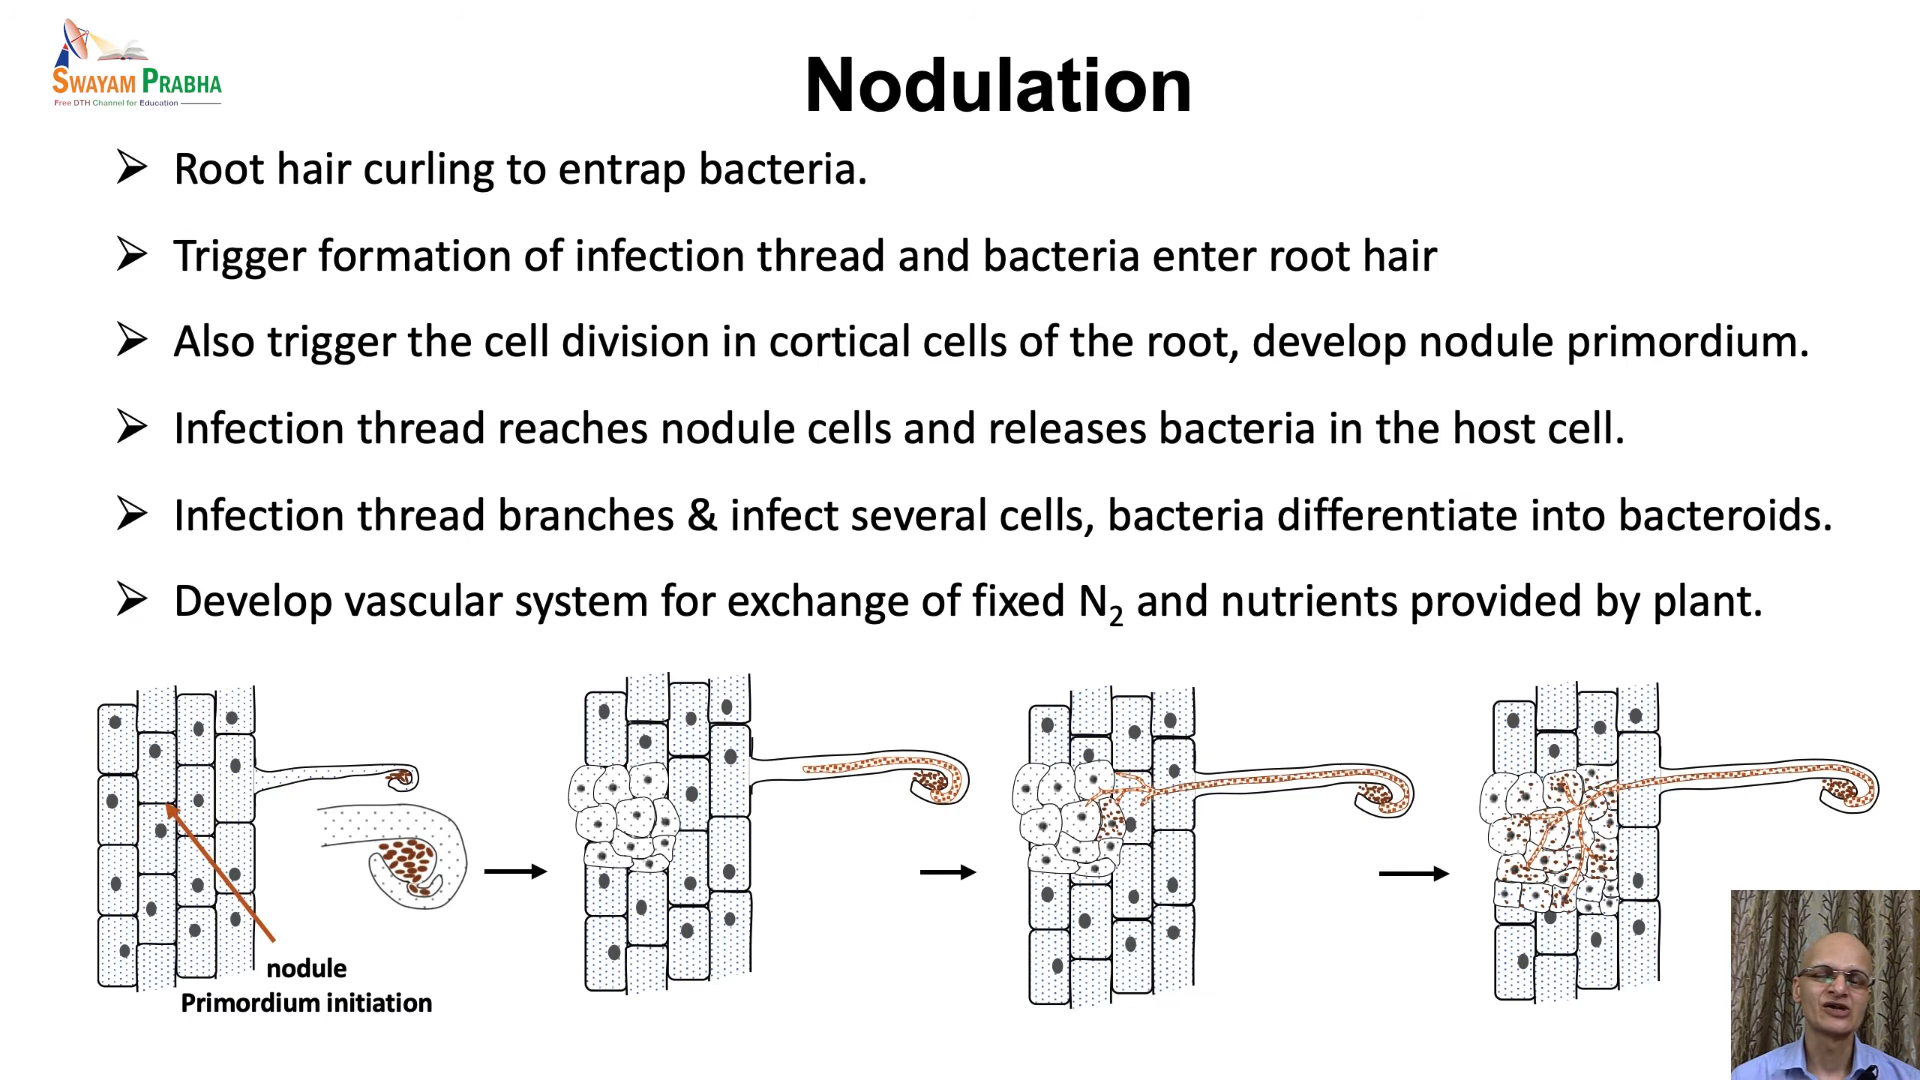 SWAYAM PRABHA
Free DTH Channel for Education
Nodulation
Root hair curling to entrap bacteria.
Trigger formation of infection thread and bacteria enter root hair
Also trigger the cell division in cortical cells of the root, develop nodule primordium.
Infection thread reaches nodule cells and releases bacteria in the host cell.
Infection thread branches & infect several cells, bacteria differentiate into bacteroids.
Develop vascular system for exchange of fixed N₂ and nutrients provided by plant.
nodule
Primordium initiation